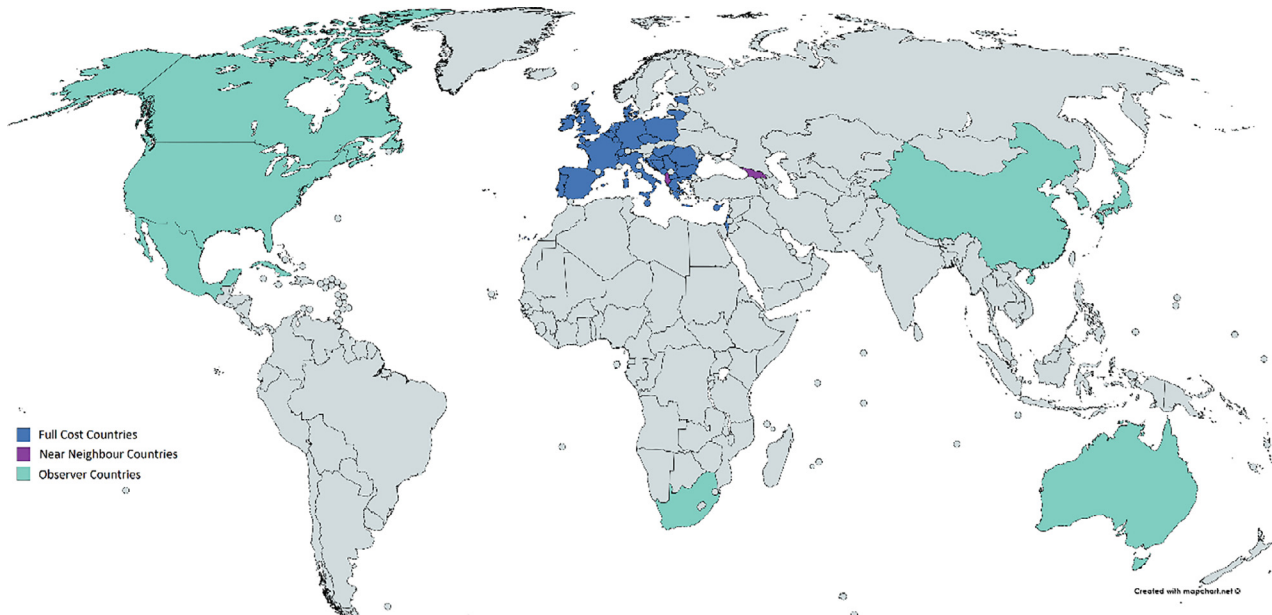 Full Cost Countries
Near Neighbour Countries
Observer Countries
Created with mapchart.net ©